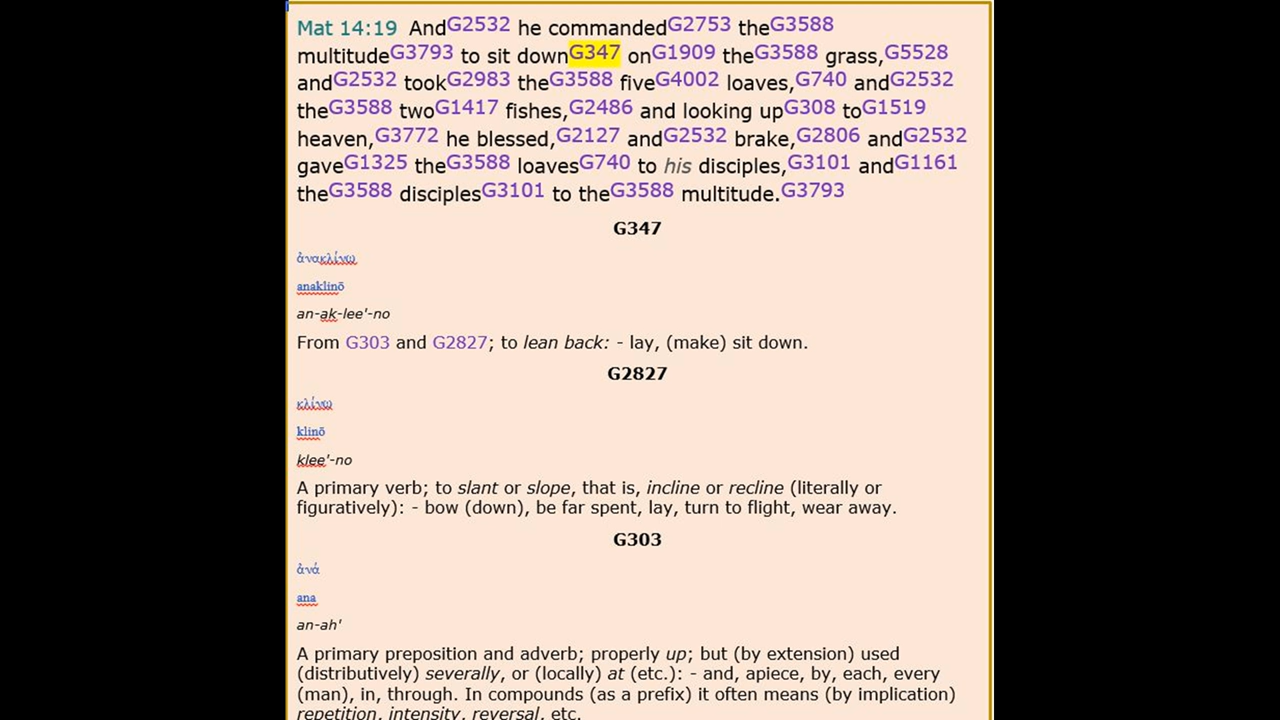 Mat 14:19 AndG2532 he commandedG2753 theG3588
multitudeG3793 to sit downG347 onG1909 theG3588 grass,G5528
andG2532 tookG2983 theG3588 fiveG4002 loaves,G740 andG2532
theG3588 twoG1417 fishes,G2486 and looking upG308 toG1519
heaven,G3772 he blessed,G2127 andG2532 brake,G2806 andG2532
gaveG1325 theG3588 loavesG740 to his disciples,G3101 andG1161
theG3588 disciplesG3101 to theG3588 multitude.G3793
G347
ἀνακλίνω
anaklinō
an-ak-lee'-no
From G303 and G2827; to lean back: - lay, (make) sit down.
G2827
κλίνω
klinō
klee'-no
A primary verb; to slant or slope, that is, incline or recline (literally or
figuratively): - bow (down), be far spent, lay, turn to flight, wear away.
G303
ἀνά
ana
an-ah'
A primary preposition and adverb; properly up; but (by extension) used
(distributively) severally, or (locally) at (etc.): - and, apiece, by, each, every
(man), in, through. In compounds (as a prefix) it often means (by implication)
repetition, intensity, reversal, etc.